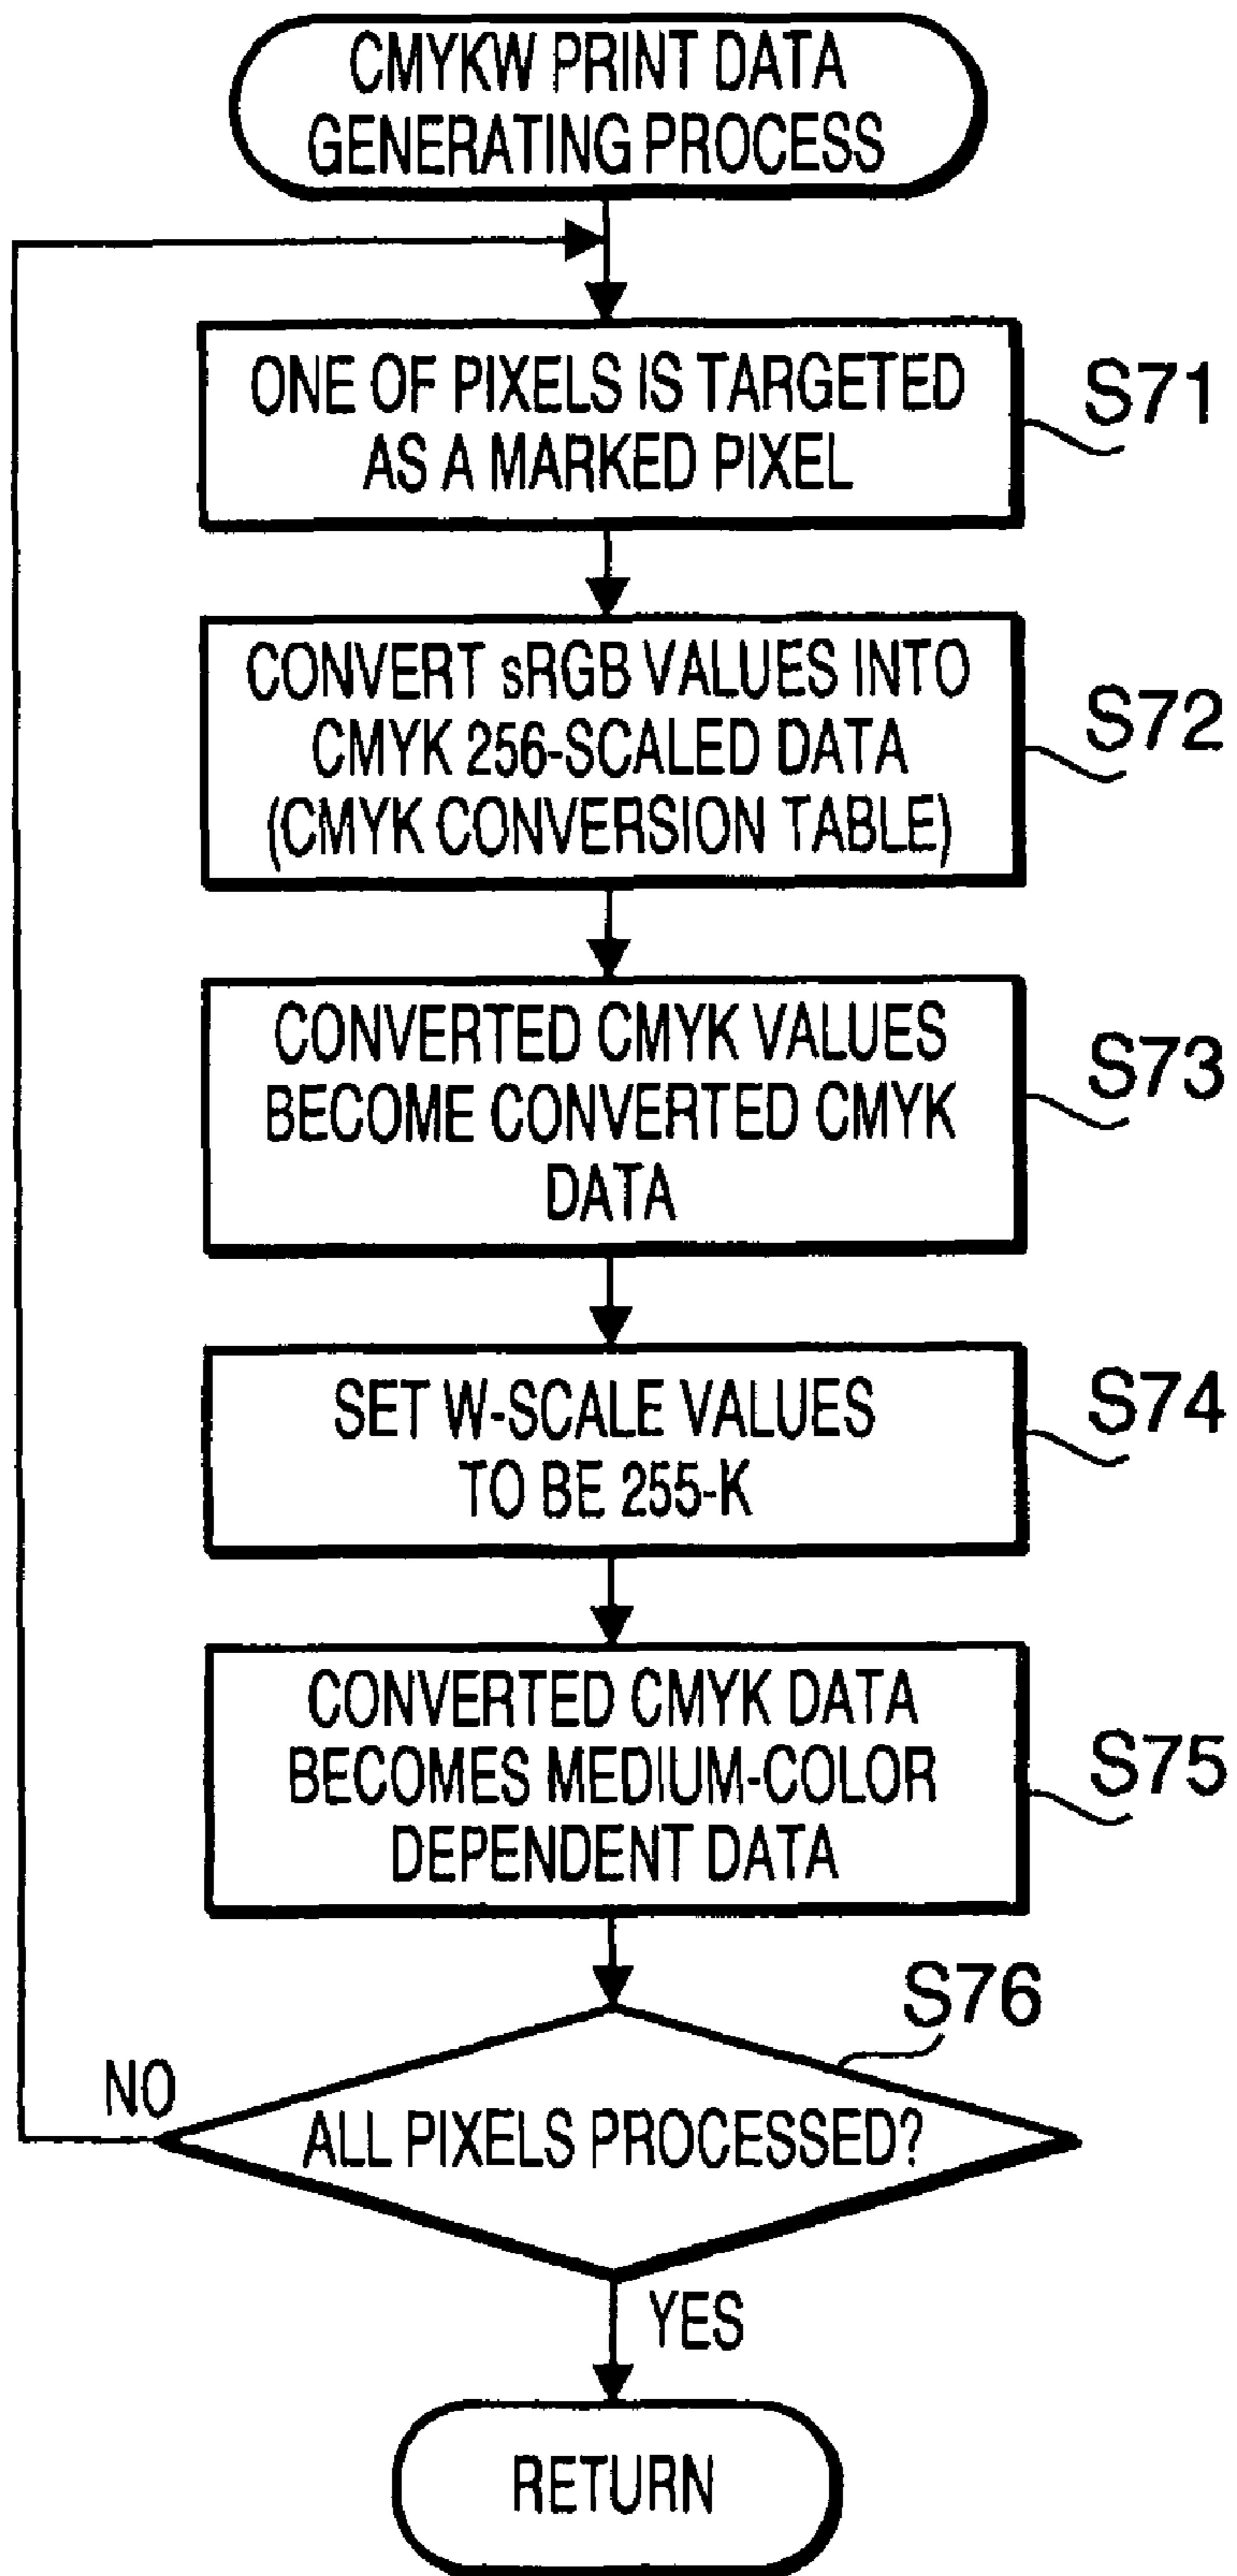 CMYKW PRINT DATA
GENERATING PROCESS
ONE OF PIXELS IS TARGETED
AS A MARKED PIXEL
S71
CONVERT sRGB VALUES INTO
CMYK 256-SCALED DATA
(CMYK CONVERSION TABLE)
S72
CONVERTED CMYK VALUES
BECOME CONVERTED CMYK
DATA
S73
SET W-SCALE VALUES
TO BE 255-K
S74
CONVERTED CMYK DATA
BECOMES MEDIUM-COLOR
DEPENDENT DATA
S75
S76
NO
ALL PIXELS PROCESSED?
YES
RETURN